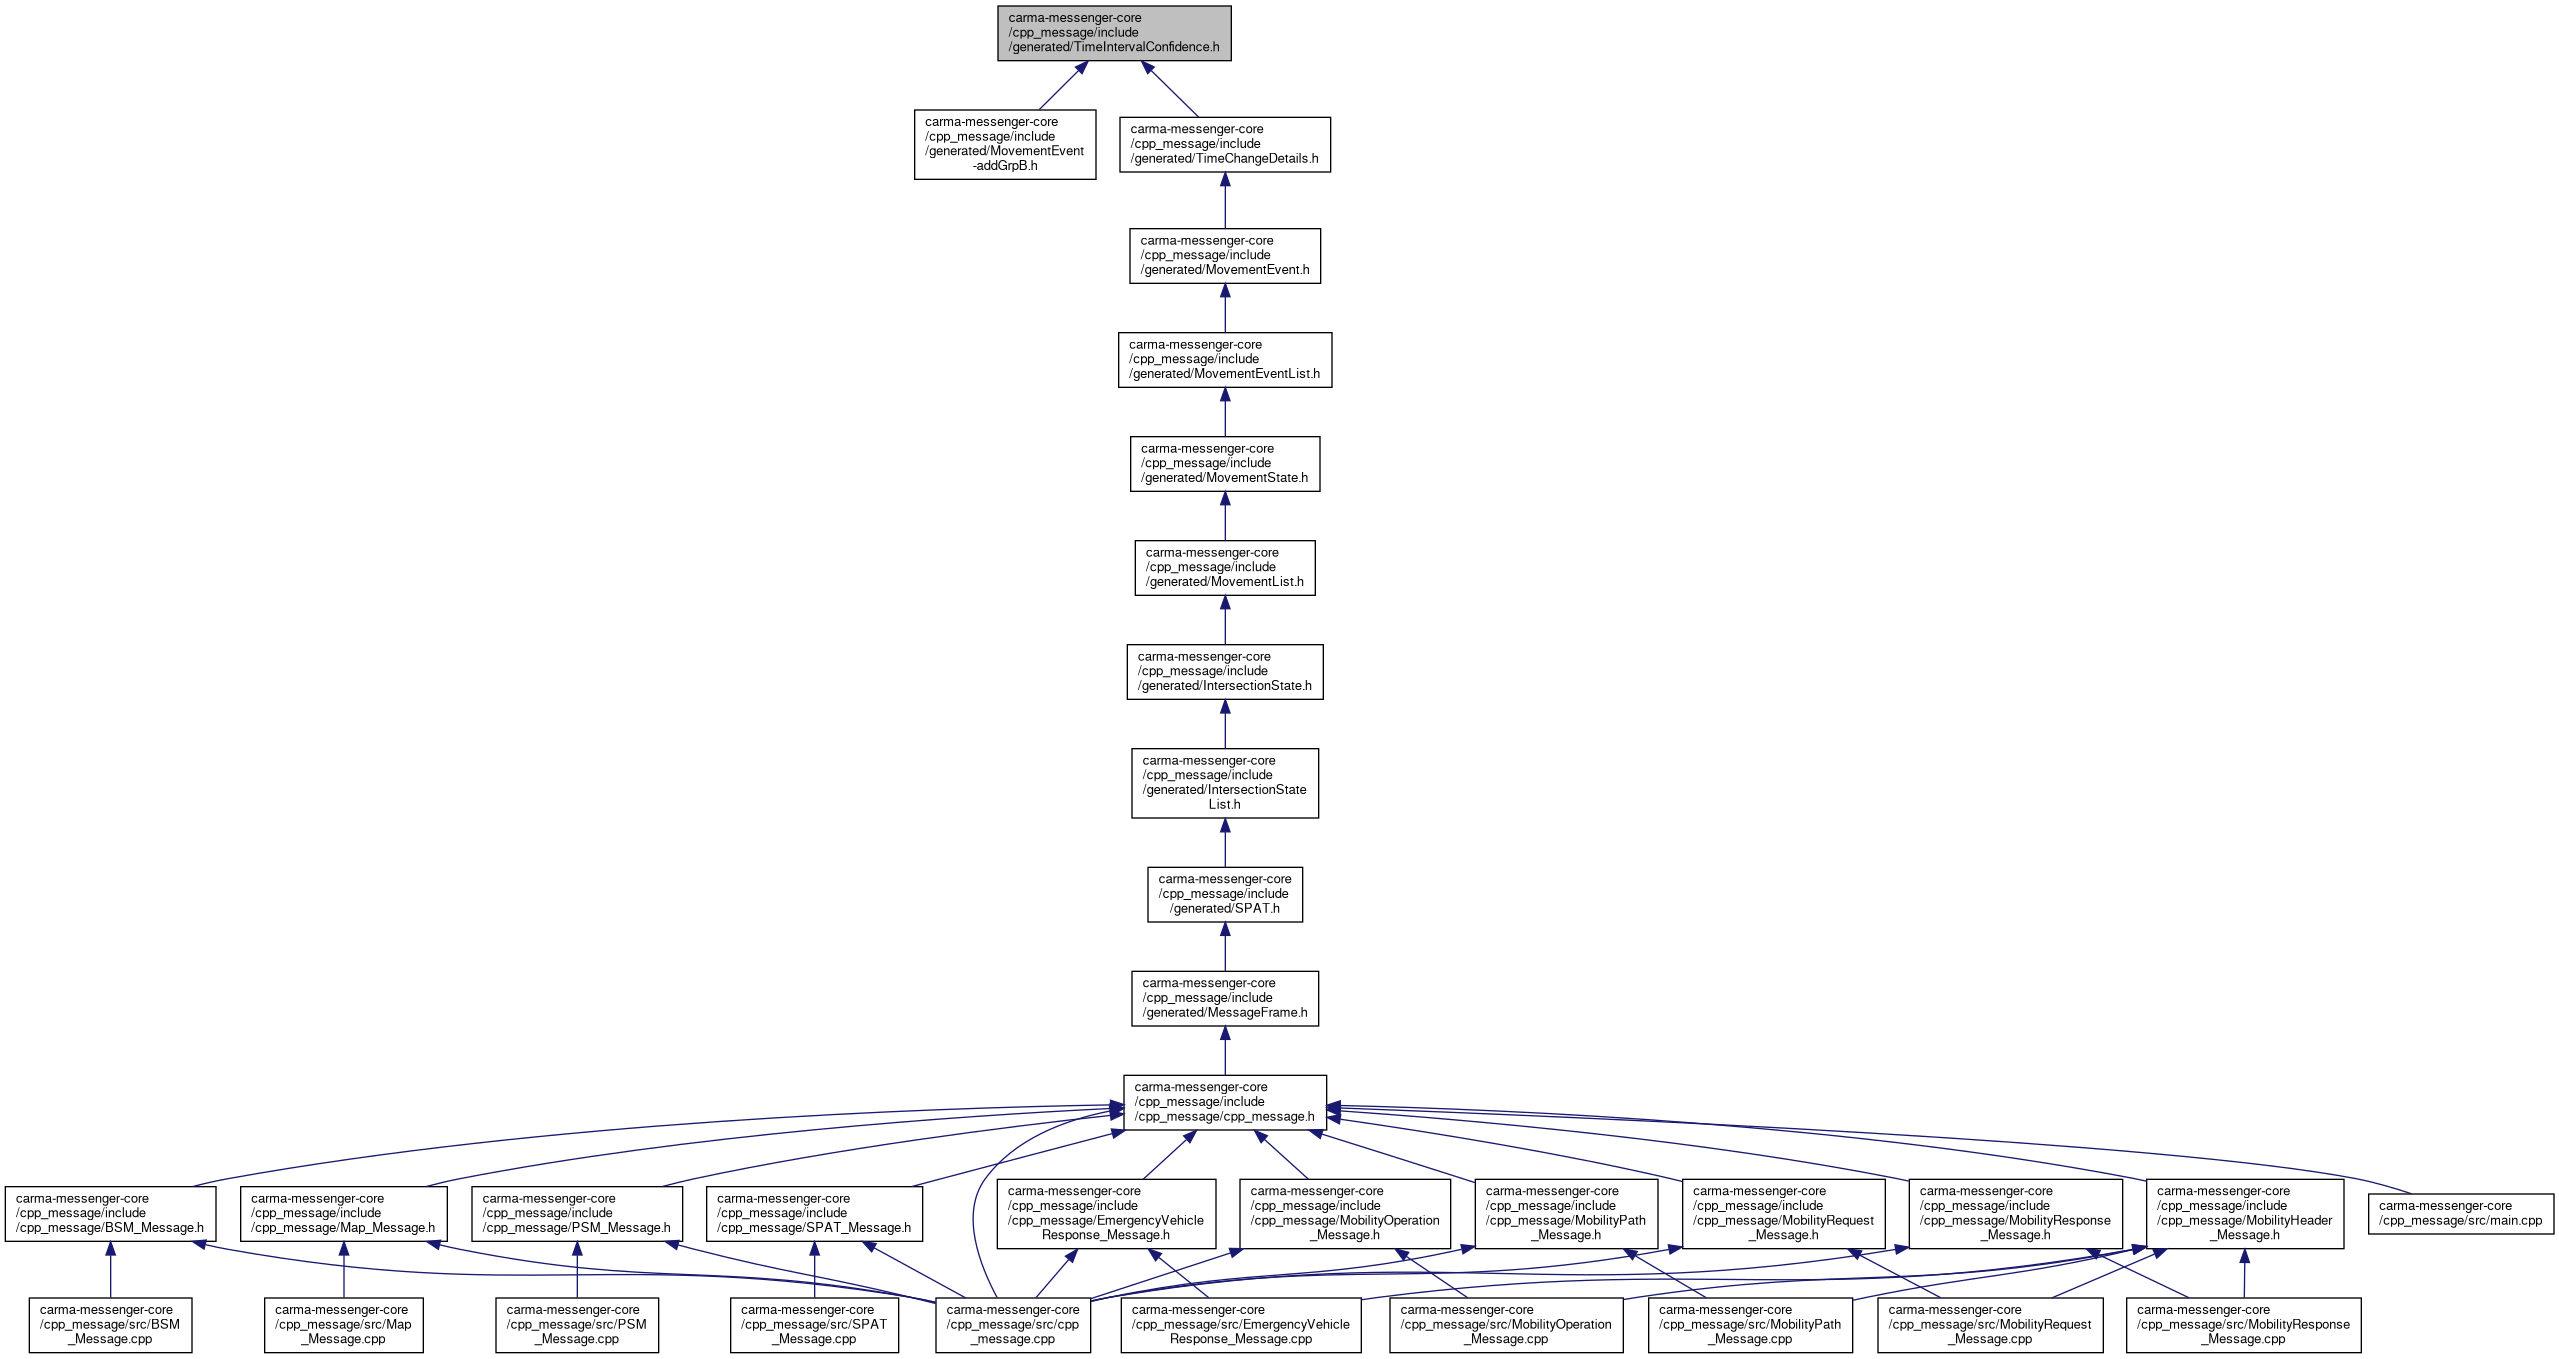 carma-messenger-core
/cpp_message/include
/generated/TimeIntervalConfidence.h
carma-messenger-core
/cpp_message/include
/generated/MovementEvent
-addGrpB.h
carma-messenger-core
/cpp_message/include
/generated/TimeChangeDetails.h
carma-messenger-core
/cpp_message/include
/generated/MovementEvent.h
carma-messenger-core
/cpp_message/include
/generated/MovementEventList.h
carma-messenger-core
/cpp_message/include
/generated/MovementState.h
carma-messenger-core
/cpp_message/include
/generated/MovementList.h
carma-messenger-core
/cpp_message/include
/generated/IntersectionState.h
carma-messenger-core
/cpp_message/include
/generated/IntersectionState
List.h
carma-messenger-core
/cpp_message/include
/generated/SPAT.h
carma-messenger-core
/cpp_message/include
/generated/MessageFrame.h
carma-messenger-core
/cpp_message/include
/cpp_message/cpp_message.h
carma-messenger-core
/cpp_message/include
/cpp_message/BSM_Message.h
carma-messenger-core
/cpp_message/include
/cpp_message/Map_Message.h
carma-messenger-core
/cpp_message/include
/cpp_message/PSM_Message.h
carma-messenger-core
/cpp_message/include
/cpp_message/SPAT_Message.h
carma-messenger-core
/cpp_message/include
/cpp_message/EmergencyVehicle
Response_Message.h
carma-messenger-core
/cpp_message/include
/cpp_message/MobilityOperation
_Message.h
carma-messenger-core
/cpp_message/include
/cpp_message/MobilityPath
_Message.h
carma-messenger-core
/cpp_message/include
/cpp_message/MobilityRequest
_Message.h
carma-messenger-core
/cpp_message/include
/cpp_message/MobilityResponse
_Message.h
carma-messenger-core
/cpp_message/include
/cpp_message/MobilityHeader
_Message.h
carma-messenger-core
/cpp_message/src/main.cpp
carma-messenger-core
/cpp_message/src/BSM
_Message.cpp
carma-messenger-core
/cpp_message/src/Map
_Message.cpp
carma-messenger-core
/cpp_message/src/PSM
_Message.cpp
carma-messenger-core
/cpp_message/src/SPAT
_Message.cpp
carma-messenger-core
/cpp_message/src/cpp
_message.cpp
carma-messenger-core
/cpp_message/src/EmergencyVehicle
Response_Message.cpp
carma-messenger-core
/cpp_message/src/MobilityOperation
_Message.cpp
carma-messenger-core
/cpp_message/src/MobilityPath
_Message.cpp
carma-messenger-core
/cpp_message/src/MobilityRequest
_Message.cpp
carma-messenger-core
/cpp_message/src/MobilityResponse
_Message.cpp